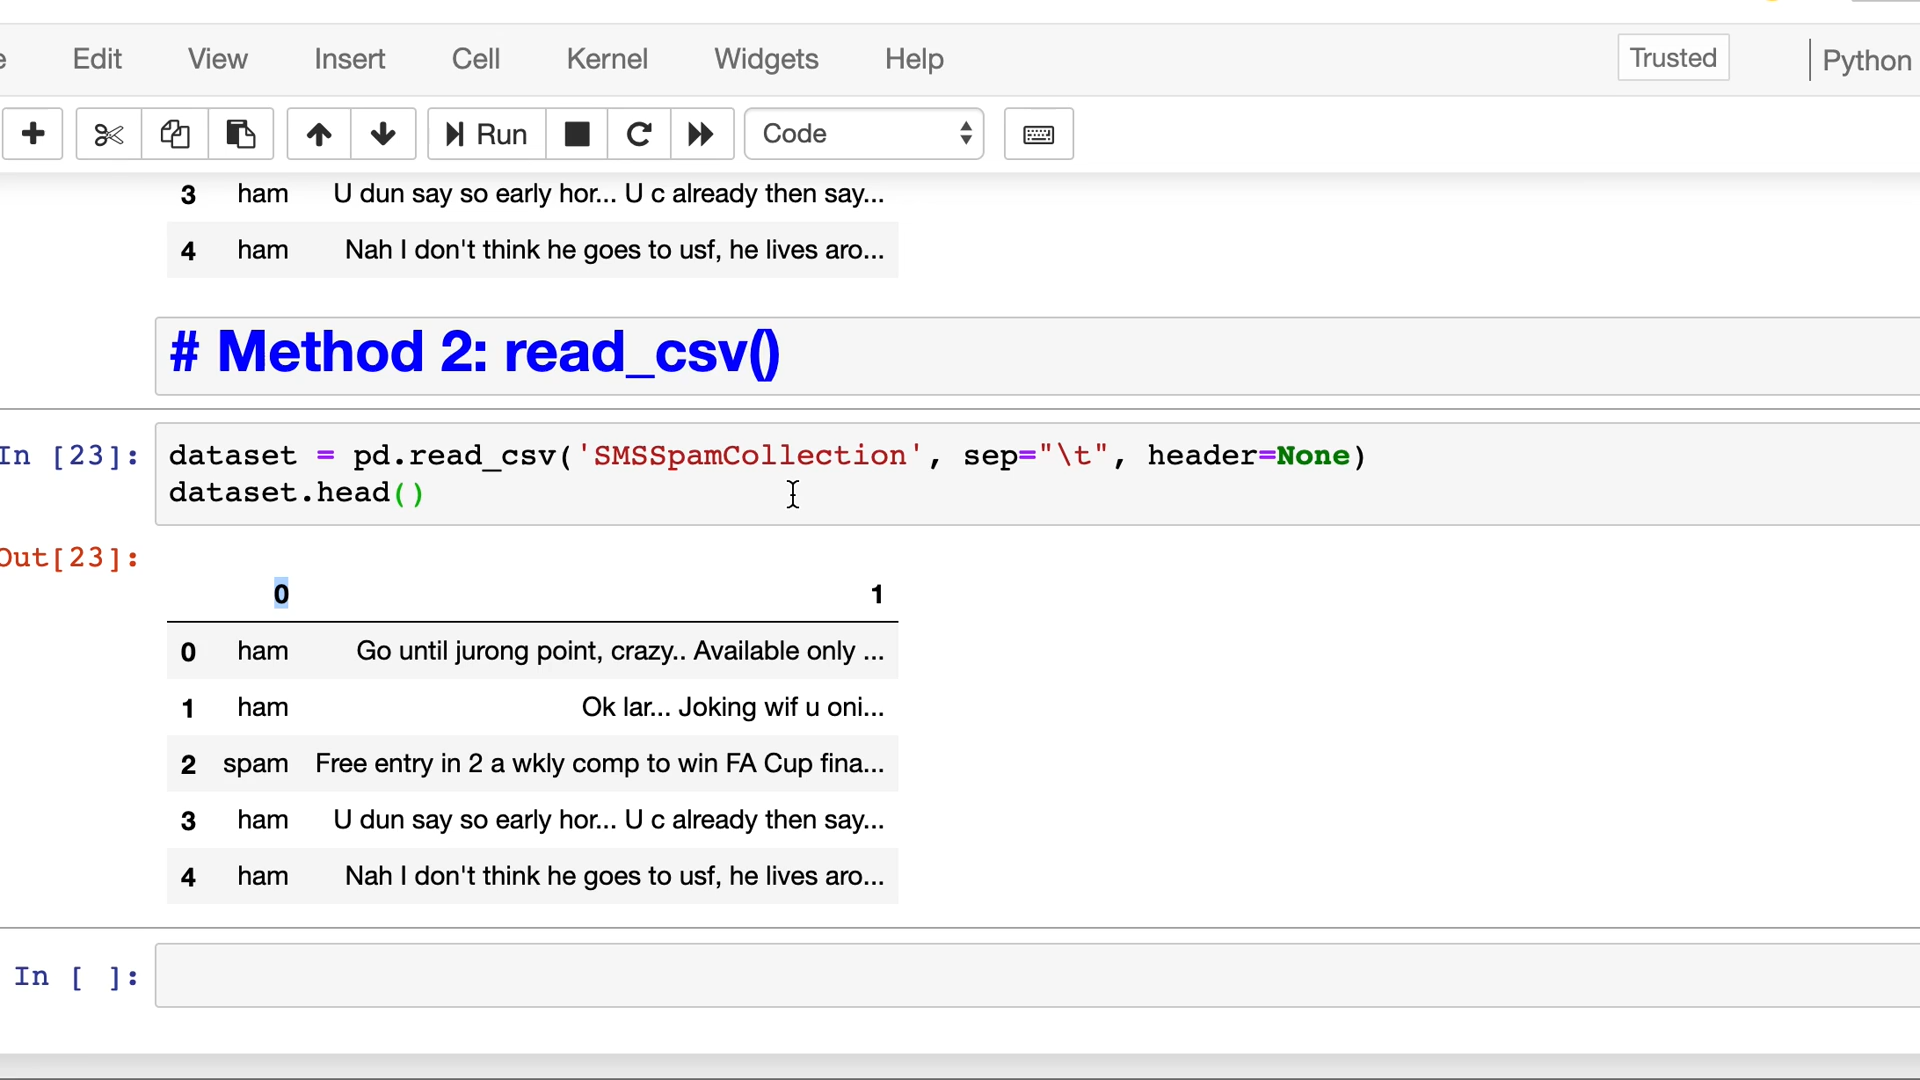 Edit View Insert Cell Kernel Widgets Help Trusted Python
Run Code
3 ham U dun say so early hor... U c already then say...
4 ham Nah I don't think he goes to usf, he lives aro...
# Method 2: read_csv()
In [23]: dataset = pd.read_csv('SMSSpamCollection', sep="\t", header=None)
dataset.head()
Out[23]:
0 1
0 ham Go until jurong point, crazy.. Available only ...
1 ham Ok lar... Joking wif u oni...
2 spam Free entry in 2 a wkly comp to win FA Cup fina...
3 ham U dun say so early hor... U c already then say...
4 ham Nah I don't think he goes to usf, he lives aro...
In [ ]: